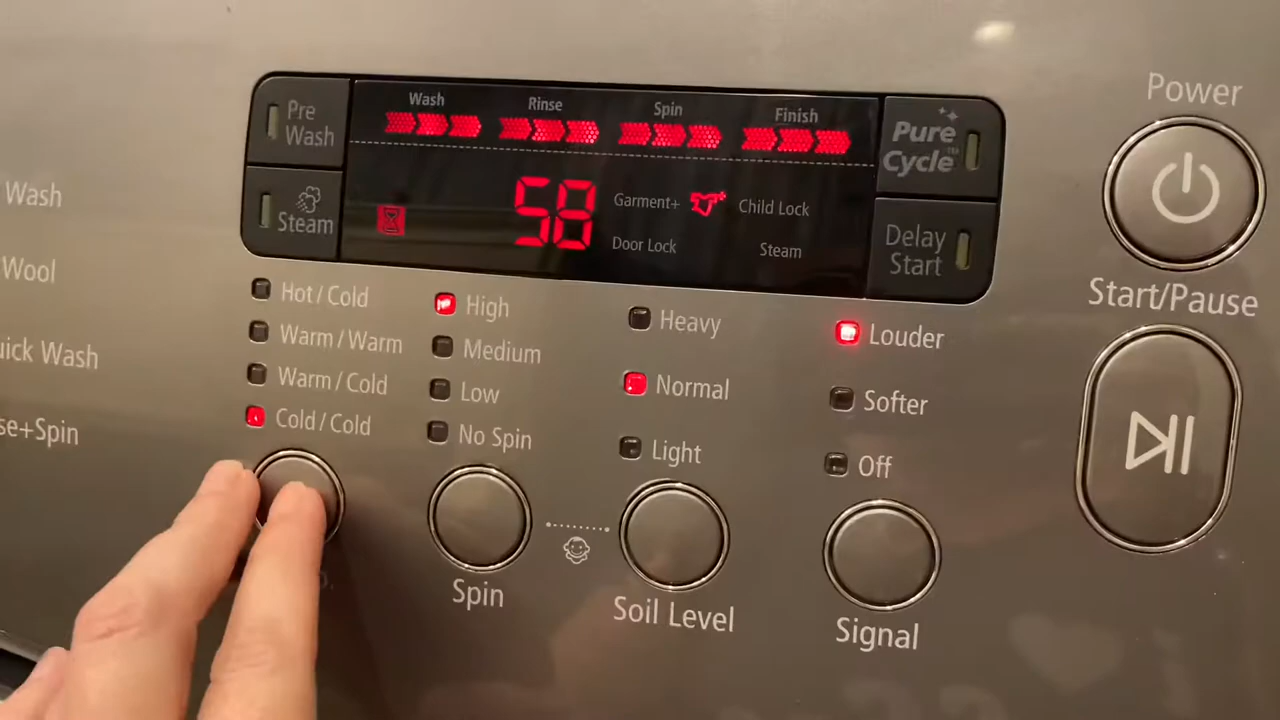 Wash
Wool
uick Wash
se+Spin
Pre
Wash
Steam
Wash
Rinse
Spin
Finish
58
Garment+
Child Lock
Door Lock
Steam
Pure
Cycle™
Delay
Start
Power
Start/Pause
Hot/Cold
Warm/Warm
Warm/Cold
Cold/Cold
High
Medium
Low
No Spin
Spin
Heavy
Normal
Light
Soil Level
Louder
Softer
Off
Signal